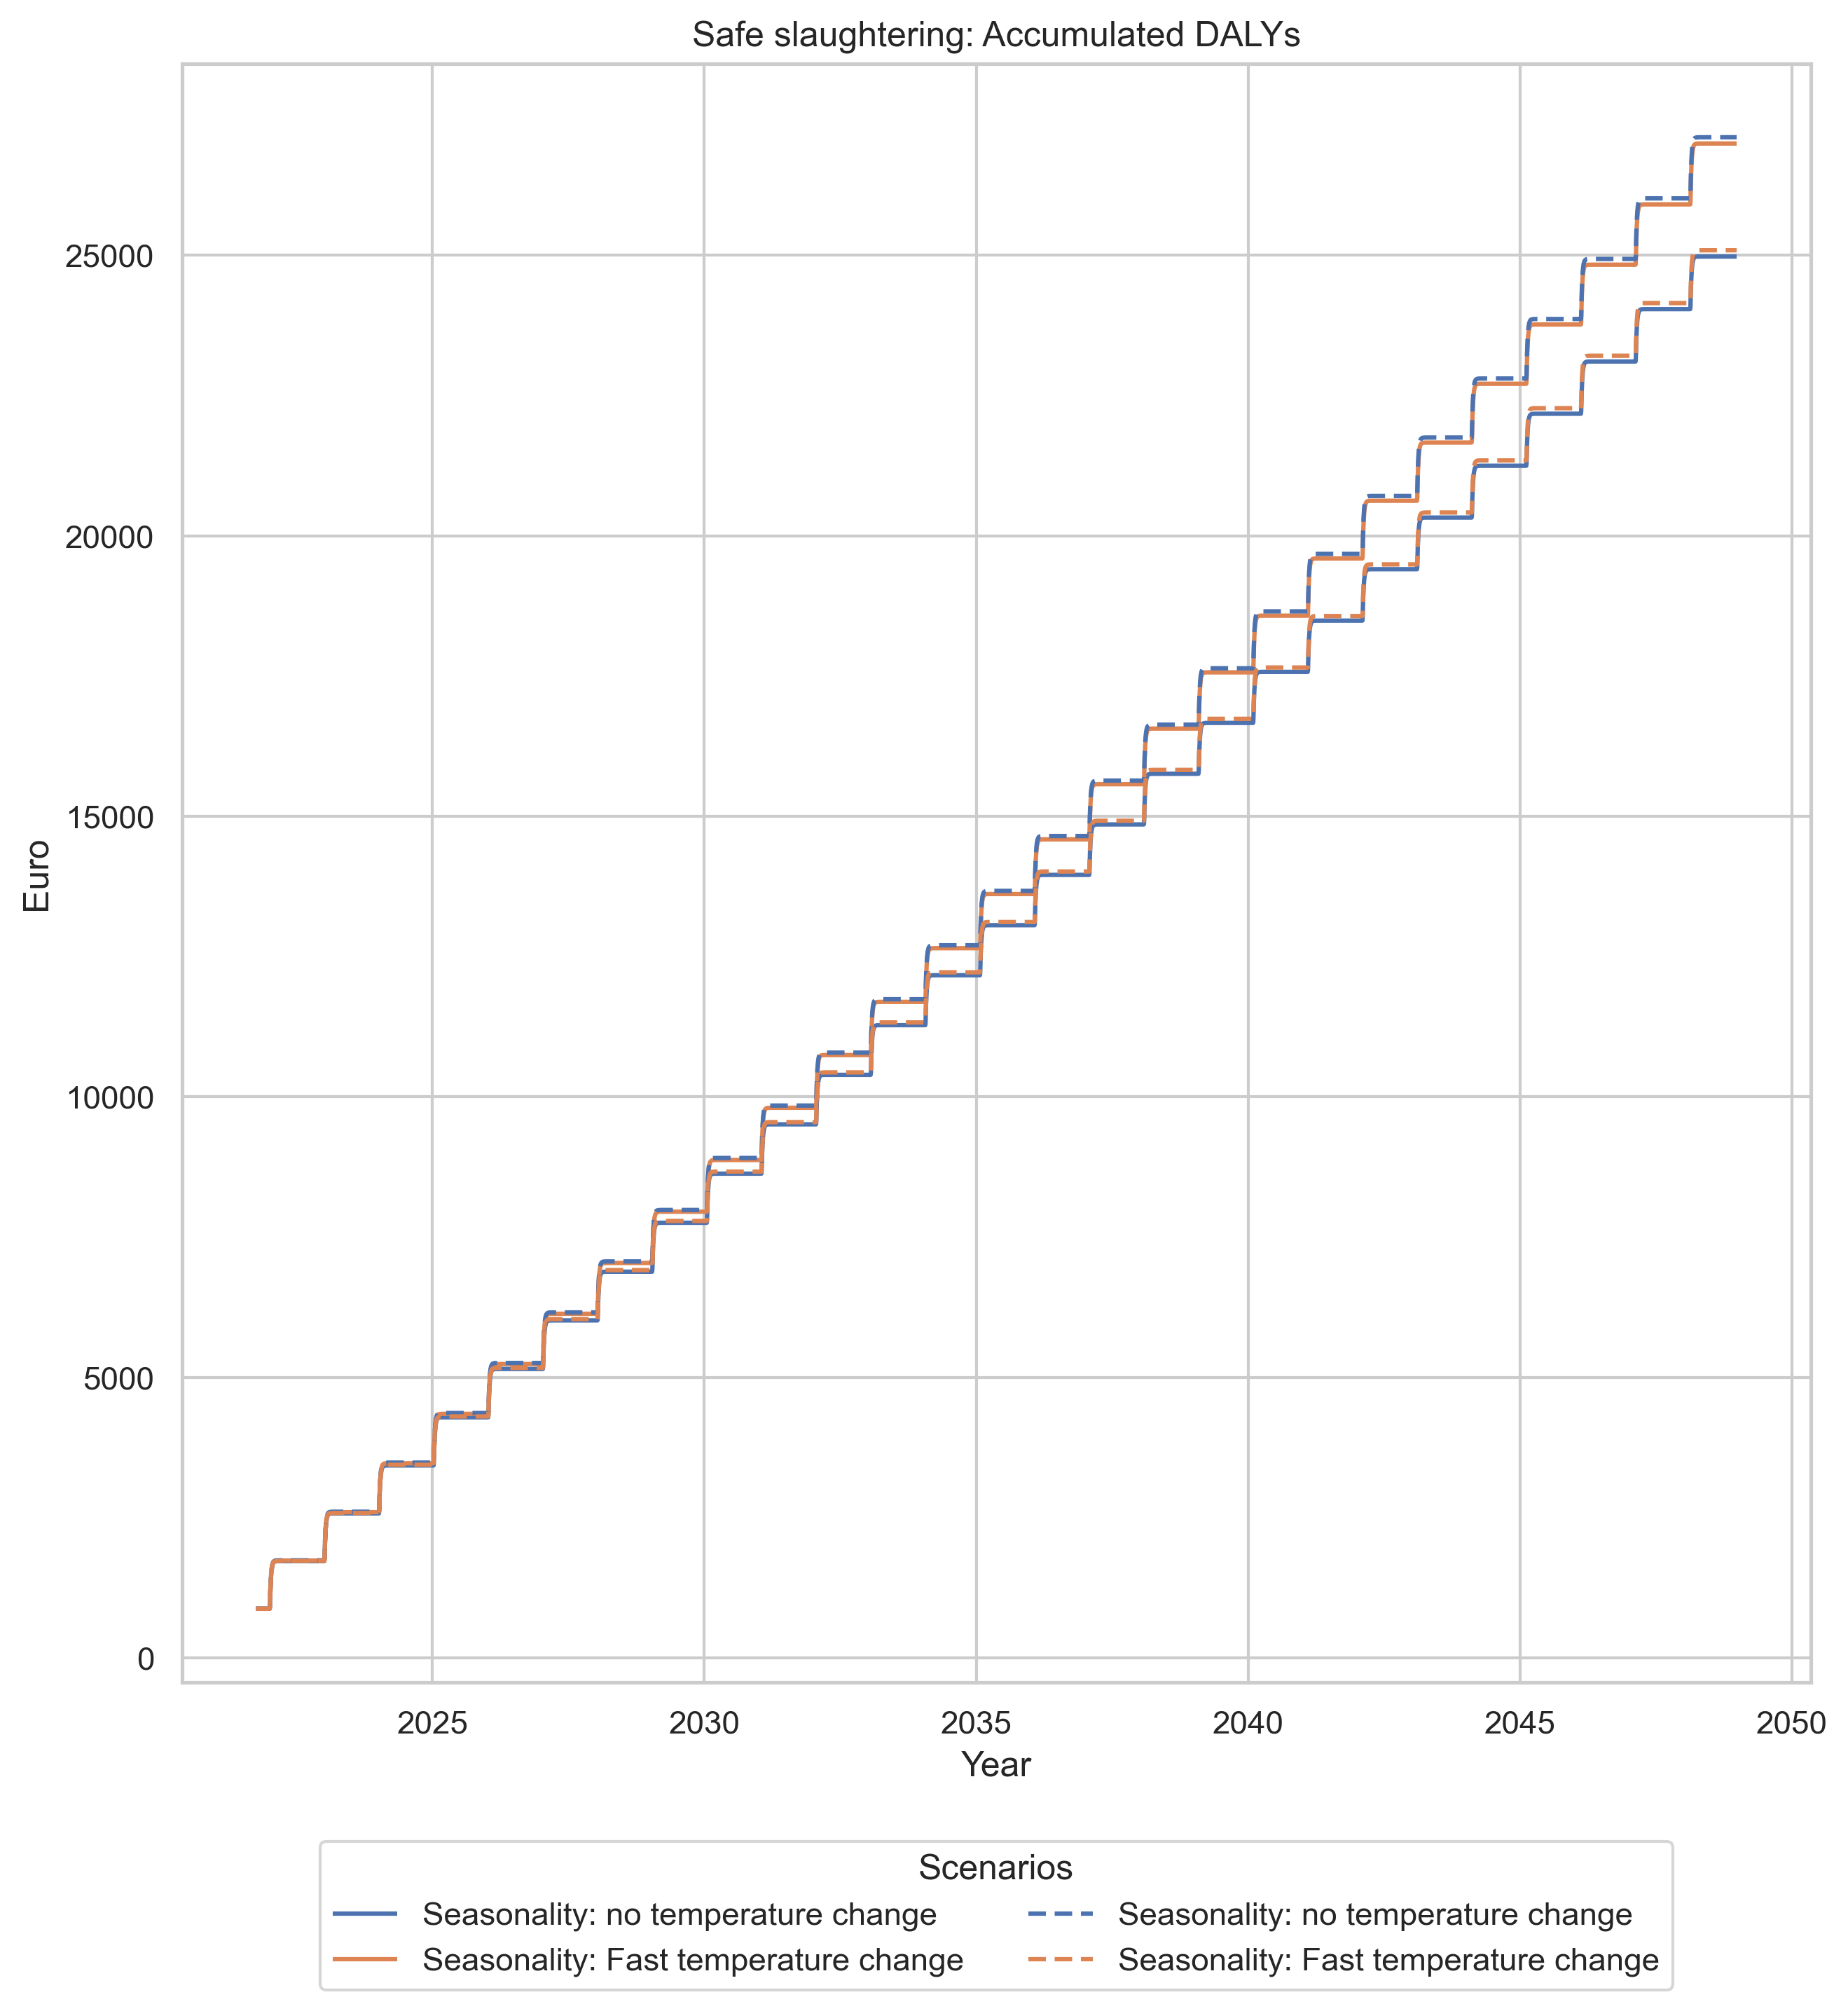 Safe slaughtering: Accumulated DALYs
25000
20000
15000
10000
5000
0
Euro
2025 2030 2035 2040 2045 2050
Year
Scenarios
Seasonality: no temperature change
Seasonality: Fast temperature change
Seasonality: no temperature change
Seasonality: Fast temperature change